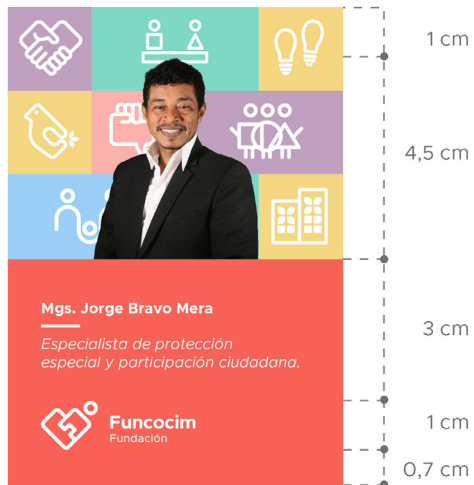 1 cm
4,5 cm
Mgs. Jorge Bravo Mera
Especialista de protección
especial y participación ciudadana.
3 cm
Funcocim
Fundación
1 cm
0,7 cm